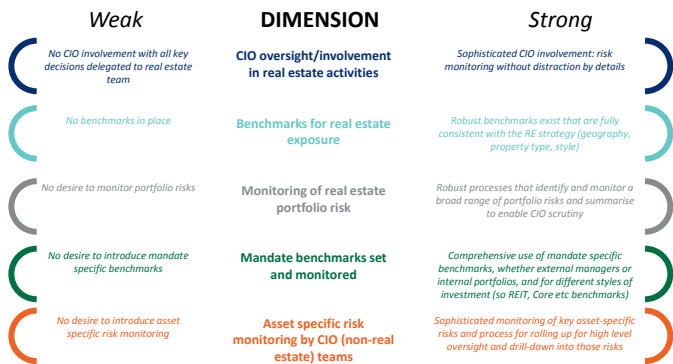 Weak
DIMENSION
Strong
No CIO involvement with all key
decisions delegated to real estate
team
CIO oversight/involvement
in real estate activities
Sophisticated CIO involvement: risk
monitoring without distraction by
details
No benchmarks in place
Benchmarks for real estate
exposure
Robust benchmarks exist that are fully
consistent with the RE strategy (geography,
property type, style)
No desire to monitor portfolio risks
Monitoring of real estate
portfolio risk
Robust processes that identify and monitor a
broad range of portfolio risks and summarise
to enable CIO scrutiny
No desire to introduce mandate
specific benchmarks
Mandate benchmarks set
and monitored
Comprehensive use of mandate specific
benchmarks, whether external managers or
internal portfolios, and for different styles of
investment (so REIT, Core etc benchmarks)
No desire to introduce asset
specific risk monitoring
Asset specific risk
monitoring by CIO (non-real
estate) teams
Sophisticated monitoring of key asset-specific
risks and process for rolling up for high level
oversight and drill-down into those risks